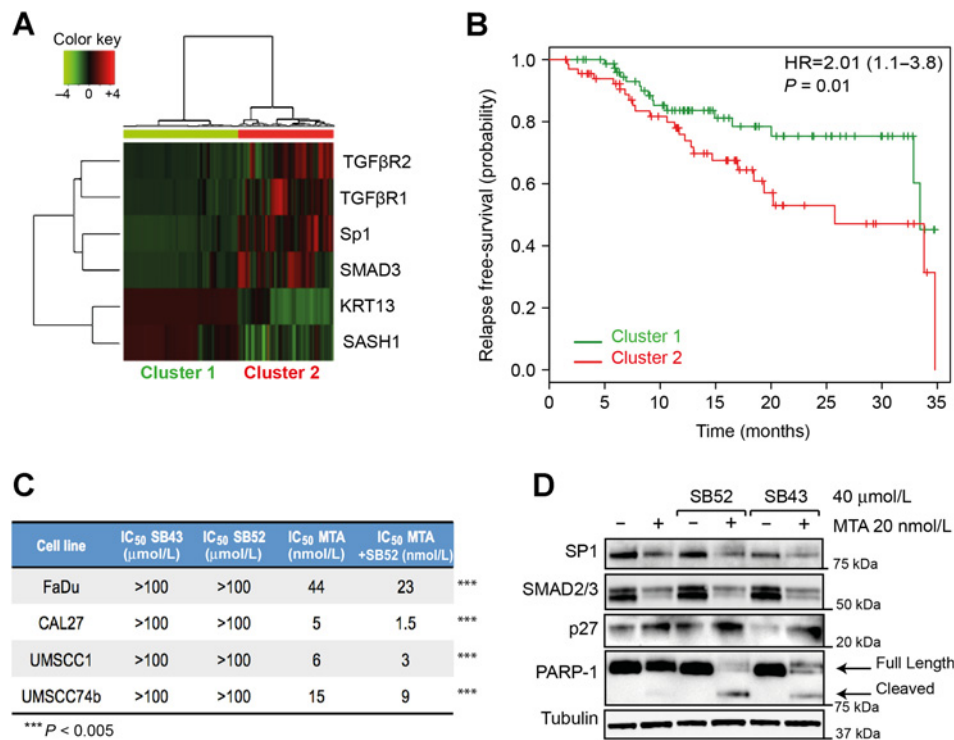 A
Color key
−4 0 +4
TGFβR2
TGFβR1
Sp1
SMAD3
KRT13
SASH1
Cluster 1 Cluster 2
B
HR=2.01 (1.1–3.8)
P = 0.01
Relapse free-survival (probability)
1.0
0.8
0.6
0.4
0.2
0.0
Cluster 1
Cluster 2
0 5 10 15 20 25 30 35
Time (months)
C
Cell line IC50 SB43 (μmol/L) IC50 SB52 (μmol/L) IC50 MTA (nmol/L) IC50 MTA +SB52 (nmol/L)
FaDu >100 >100 44 23 ***
CAL27 >100 >100 5 1.5 ***
UMSCC1 >100 >100 6 3 ***
UMSCC74b >100 >100 15 9 ***
***P < 0.005
D
SB52 SB43 40 μmol/L
− + − + − + MTA 20 nmol/L
SP1
75 kDa
SMAD2/3
50 kDa
p27
20 kDa
PARP-1
Full Length
Cleaved
75 kDa
Tubulin
37 kDa